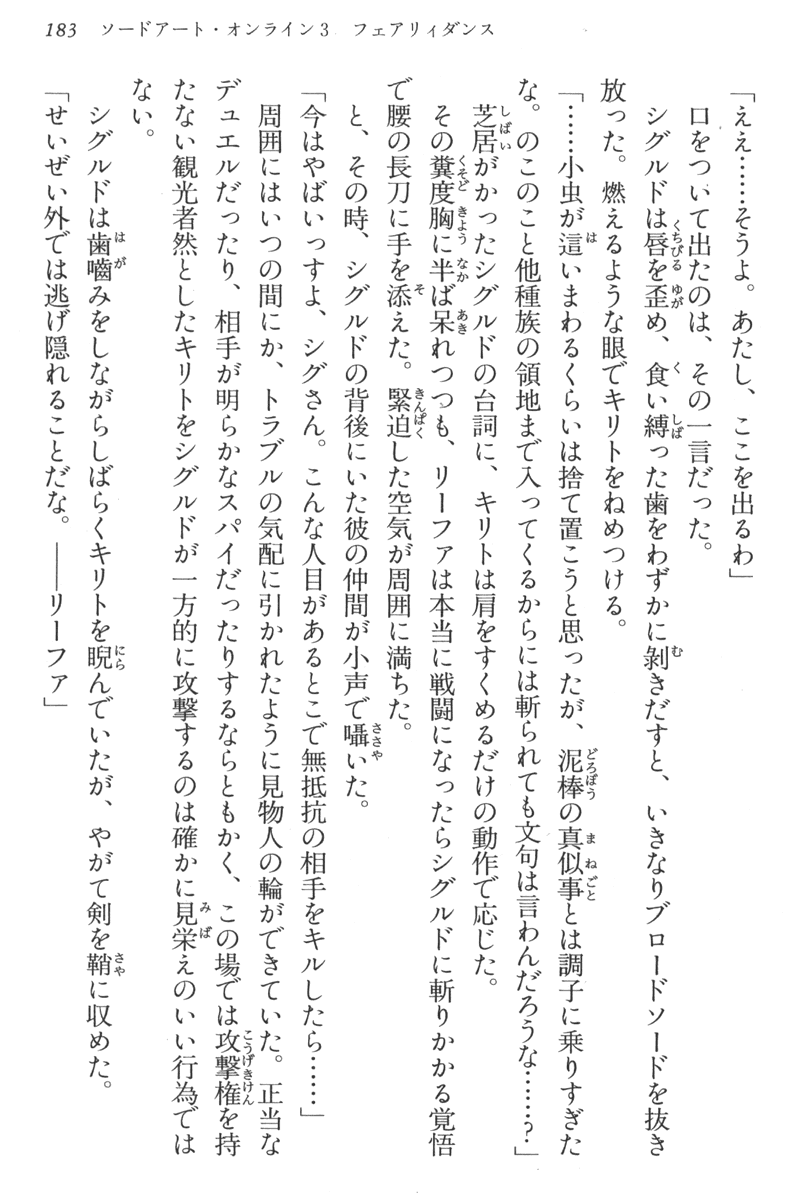 183 ソードアート・オンライン3 フェアリィダンス
「ええ……そうよ。あたし、ここを出るわ」
口をついて出たのは、その一言だった。
シグルドは唇を歪め、食い縛った歯をわずかに剝きだすと、いきなりブロードソードを抜き
放った。燃えるような眼でキリトをねめつける。
「……小虫が這いまわるくらいは捨て置こうと思ったが、泥棒の真似事とは調子に乗りすぎた
な。のこのこと他種族の領地まで入ってくるからには斬られても文句は言わんだろうな……?」
芝居がかったシグルドの台詞に、キリトは肩をすくめるだけの動作で応じた。
その糞度胸に半ば呆れつつも、リーファは本当に戦闘になったらシグルドに斬りかかる覚悟
で腰の長刀に手を添えた。緊迫した空気が周囲に満ちた。
と、その時、シグルドの背後にいた彼の仲間が小声で囁いた。
「今はやばいっすよ、シグさん。こんな人目があるとこで無抵抗の相手をキルしたら……」
周囲にはいつの間にか、トラブルの気配に引かれたように見物人の輪ができていた。正当な
デュエルだったり、相手が明らかなスパイだったりするならともかく、この場では攻撃権を持
たない観光者然としたキリトをシグルドが一方的に攻撃するのは確かに見栄えのいい行為では
ない。
シグルドは歯嚙みをしながらしばらくキリトを睨んでいたが、やがて剣を鞘に収めた。
「せいぜい外では逃げ隠れることだな。――リーファ」